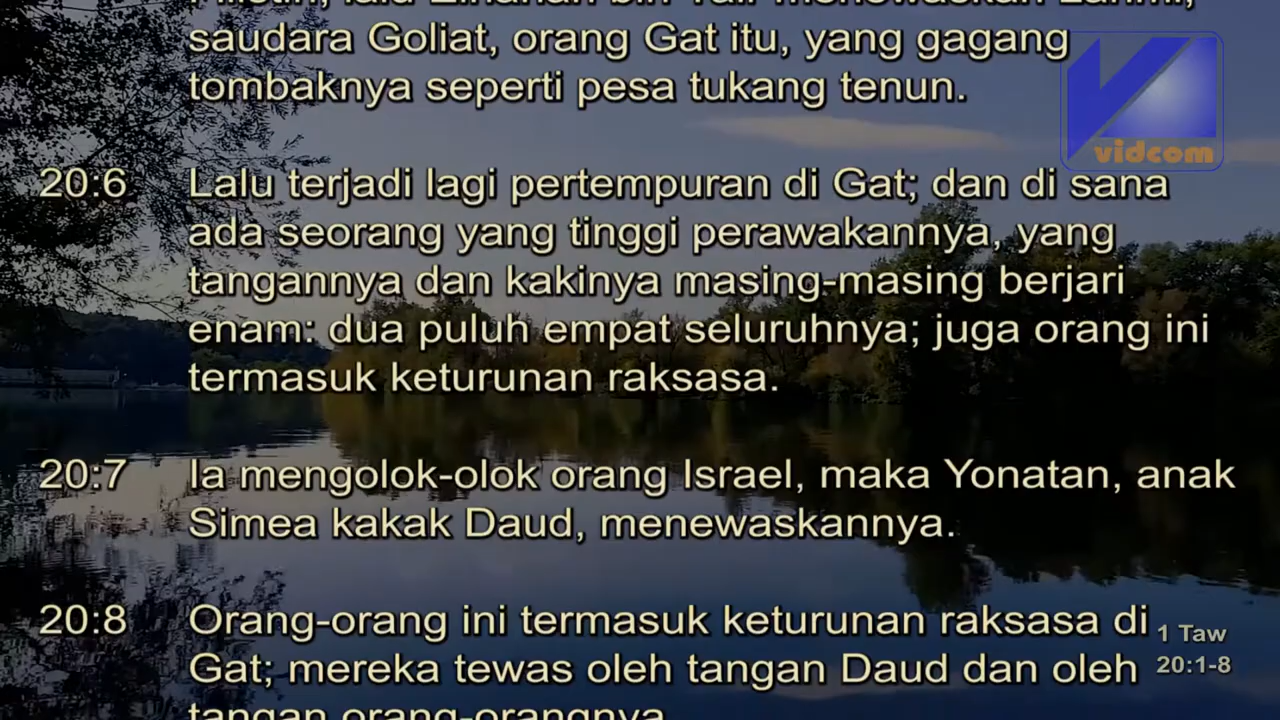 saudara Goliat, orang Gat itu, yang gagang
tombaknya seperti pesa tukang tenun.
vidcom
20:6 Lalu terjadi lagi pertempuran di Gat; dan di sana
ada seorang yang tinggi perawakannya, yang
tangannya dan kakinya masing-masing berjari
enam: dua puluh empat seluruhnya; juga orang ini
termasuk keturunan raksasa.
20:7 Ia mengolok-olok orang Israel, maka Yonatan, anak
Simea kakak Daud, menewaskannya.
20:8 Orang-orang ini termasuk keturunan raksasa di
Gat; mereka tewas oleh tangan Daud dan oleh
tangan orang-orangnya
1 Taw
20:1-8